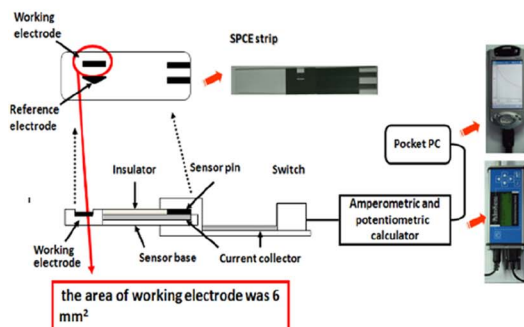 Working
electrode
SPCE strip
Reference
electrode
Pocket PC
Insulator
Sensor pin
Switch
Amperometric and
potentiometric
calculator
Working
electrode
Sensor base
Current collector
the area of working electrode was 6
mm²